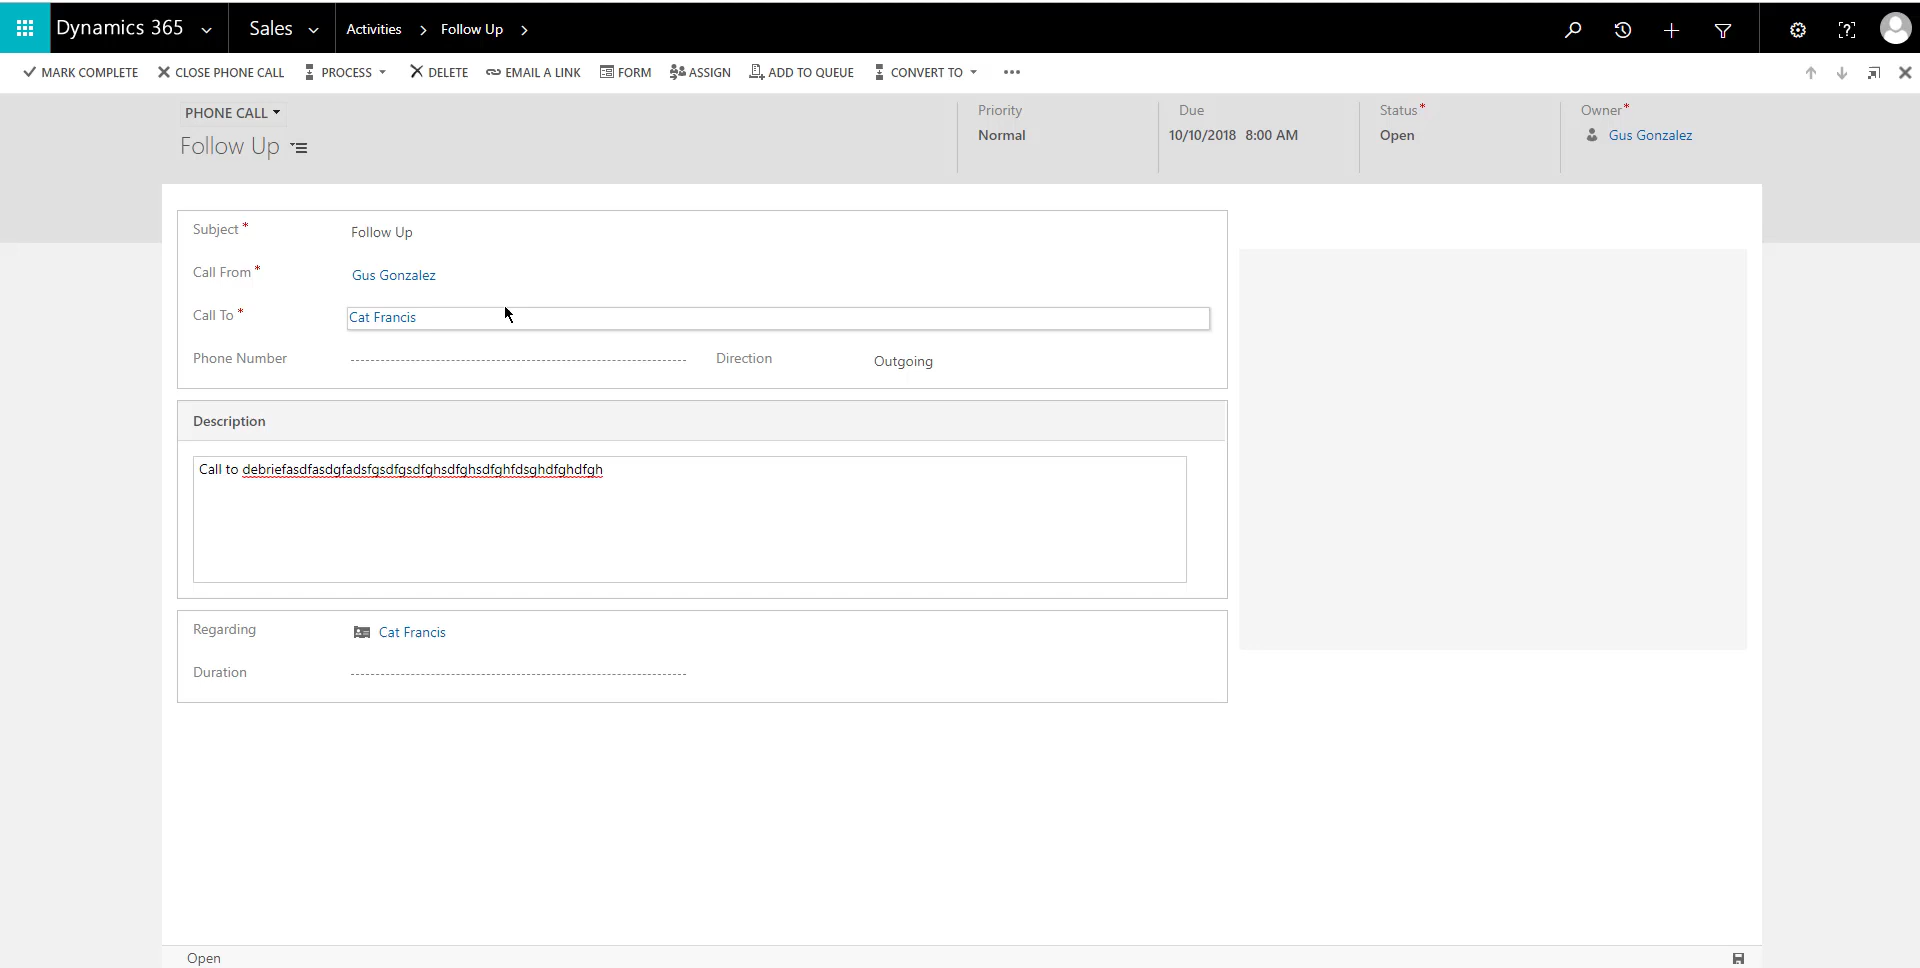 Dynamics 365 Sales Activities Follow Up
MARK COMPLETE CLOSE PHONE CALL PROCESS DELETE EMAIL A LINK FORM ASSIGN ADD TO QUEUE CONVERT TO •••
PHONE CALL
Follow Up
Priority Due Status* Owner*
Normal 10/10/2018 8:00 AM Open Gus Gonzalez
Subject* Follow Up
Call From* Gus Gonzalez
Call To* Cat Francis
Phone Number Direction Outgoing
Description
Call to debriefasdfasdgfadsfgsdfgsdfghsdfghsdfghfdsghdfghdfgh
Regarding Cat Francis
Duration
Open